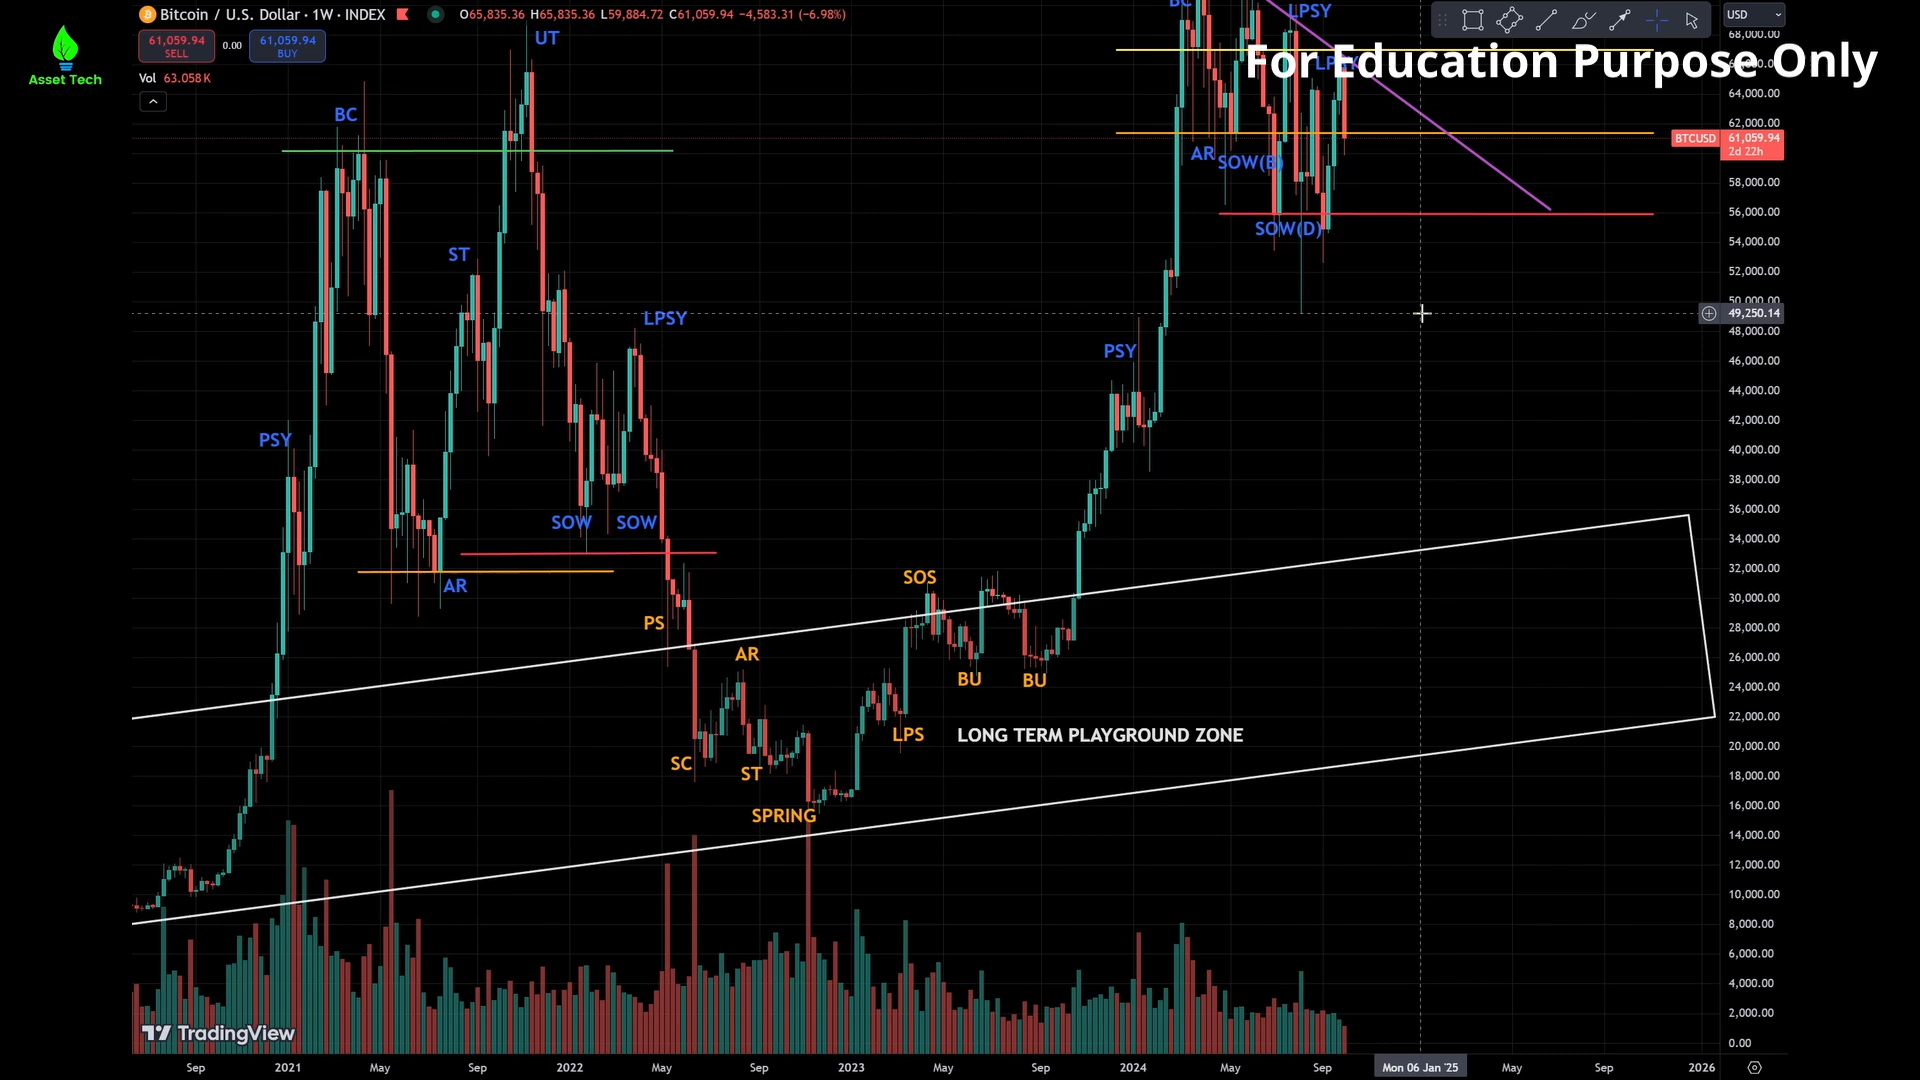 Bitcoin / U.S. Dollar · 1W · INDEX
O65,835.36 H65,835.36 L59,884.72 C61,059.94 −4,583.31 (−6.98%)
61,059.94
SELL
0.00
61,059.94
BUY
Vol 63.058K
Asset Tech
For Education Purpose Only
USD
BC
LPSY
UT
BC
AR
SOW(B)
SOW(D)
ST
LPSY
PSY
PSY
SOW
SOW
AR
PS
SOS
AR
BU
BU
LPS
LONG TERM PLAYGROUND ZONE
SC
ST
SPRING
68,000.00
64,000.00
62,000.00
BTCUSD
61,059.94
2d 22h
58,000.00
56,000.00
54,000.00
52,000.00
50,000.00
49,250.14
48,000.00
46,000.00
44,000.00
42,000.00
40,000.00
38,000.00
36,000.00
34,000.00
32,000.00
30,000.00
28,000.00
26,000.00
24,000.00
22,000.00
20,000.00
18,000.00
16,000.00
14,000.00
12,000.00
10,000.00
8,000.00
6,000.00
4,000.00
2,000.00
0.00
TradingView
Sep 2021 May Sep 2022 May Sep 2023 May Sep 2024 May Sep Mon 06 Jan '25 May Sep 2026